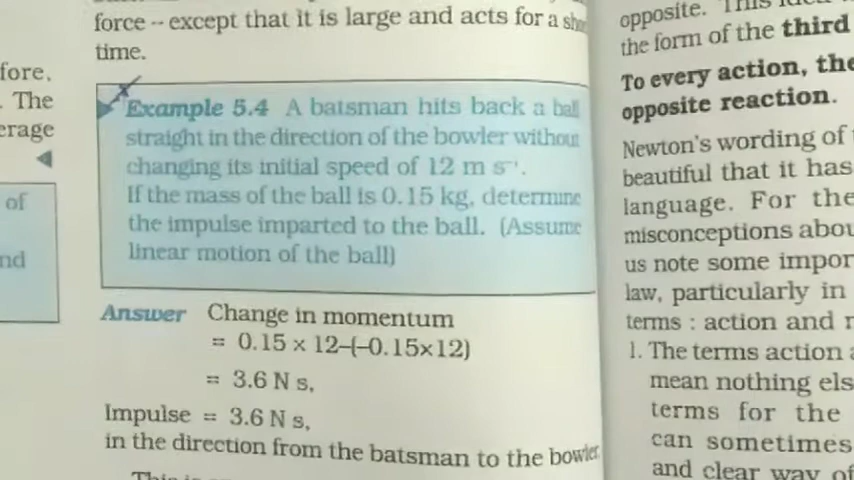 fore,
. The
erage
of
nd
force -- except that it is large and acts for a
time.
Example 5.4 A batsman hits back a ball
straight in the direction of the bowler without
changing its initial speed of 12 m s⁻¹.
If the mass of the ball is 0.15 kg, determine
the impulse imparted to the ball. (Assume
linear motion of the ball)
Answer Change in momentum
= 0.15 × 12–(–0.15×12)
= 3.6 N s,
Impulse = 3.6 N s,
in the direction from the batsman to the bowler.
opposite. This
the form of the third
To every action, the
opposite reaction.
Newton's wording of
beautiful that it has
language. For the
misconceptions abou
us note some impor
law, particularly in
terms : action and r
1. The terms action a
mean nothing els
terms for the
can sometimes
and clear way of